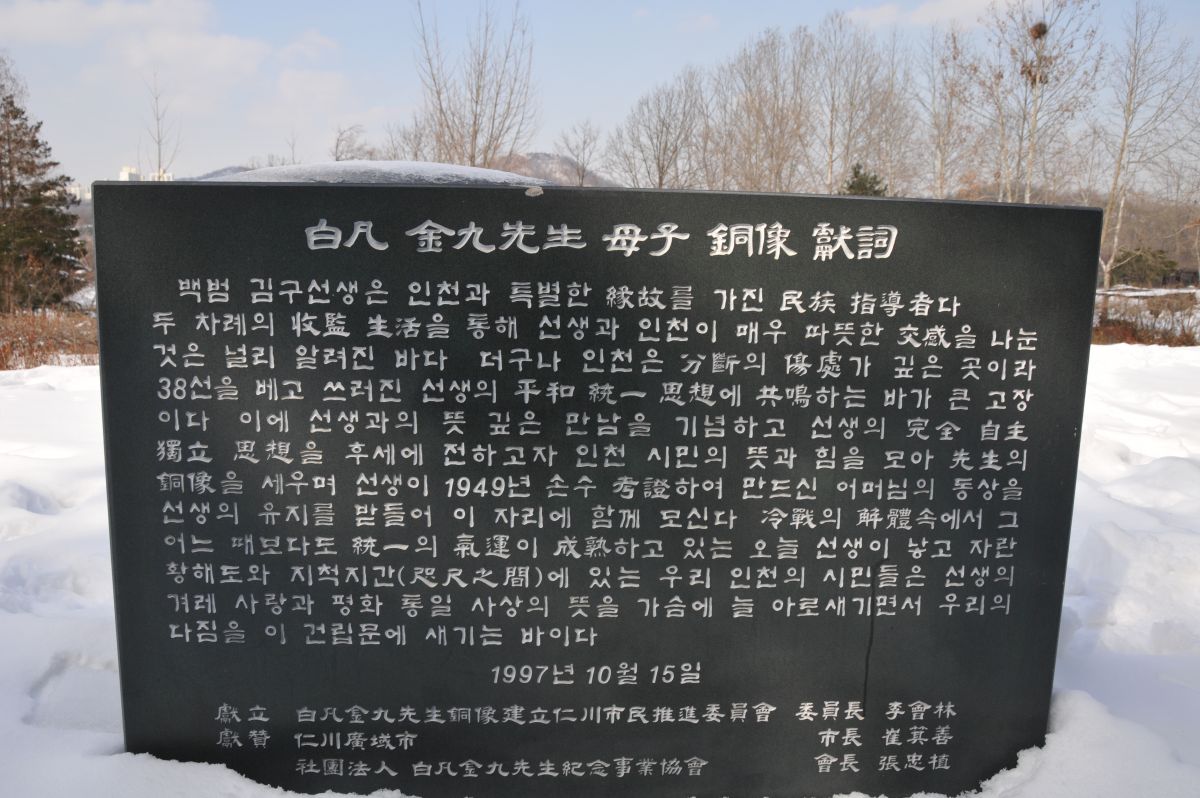 白凡 金九先生 母子 銅像 獻詞
백범 김구선생은 인천과 특별한 緣故를 가진 民族 指導者다
두 차례의 收監 生活을 통해 선생과 인천이 매우 따뜻한 交感을 나눈
것은 널리 알려진 바다 더구나 인천은 分斷의 傷處가 깊은 곳이라
38선을 베고 쓰러진 선생의 平和 統一 思想에 共鳴하는 바가 큰 고장
이다 이에 선생과의 뜻 깊은 만남을 기념하고 선생의 完全 自主
獨立 思想을 후세에 전하고자 인천 시민의 뜻과 힘을 모아 先生의
銅像을 세우며 선생이 1949년 손수 考證하여 만드신 어머님의 동상을
선생의 유지를 받들어 이 자리에 함께 모신다 冷戰의 解體속에서 그
어느 때보다도 統一의 氣運이 成熟하고 있는 오늘 선생이 낳고 자란
황해도와 지척지간(咫尺之間)에 있는 우리 인천의 시민들은 선생의
겨레 사랑과 평화 통일 사상의 뜻을 가슴에 늘 아로새기면서 우리의
다짐을 이 건립문에 새기는 바이다
1997년 10월 15일
獻立 白凡金九先生銅像建立仁川市民推進委員會 委員長 李會林
獻贊 仁川廣域市 市長 崔箕善
社團法人 白凡金九先生紀念事業協會 會長 張忠植